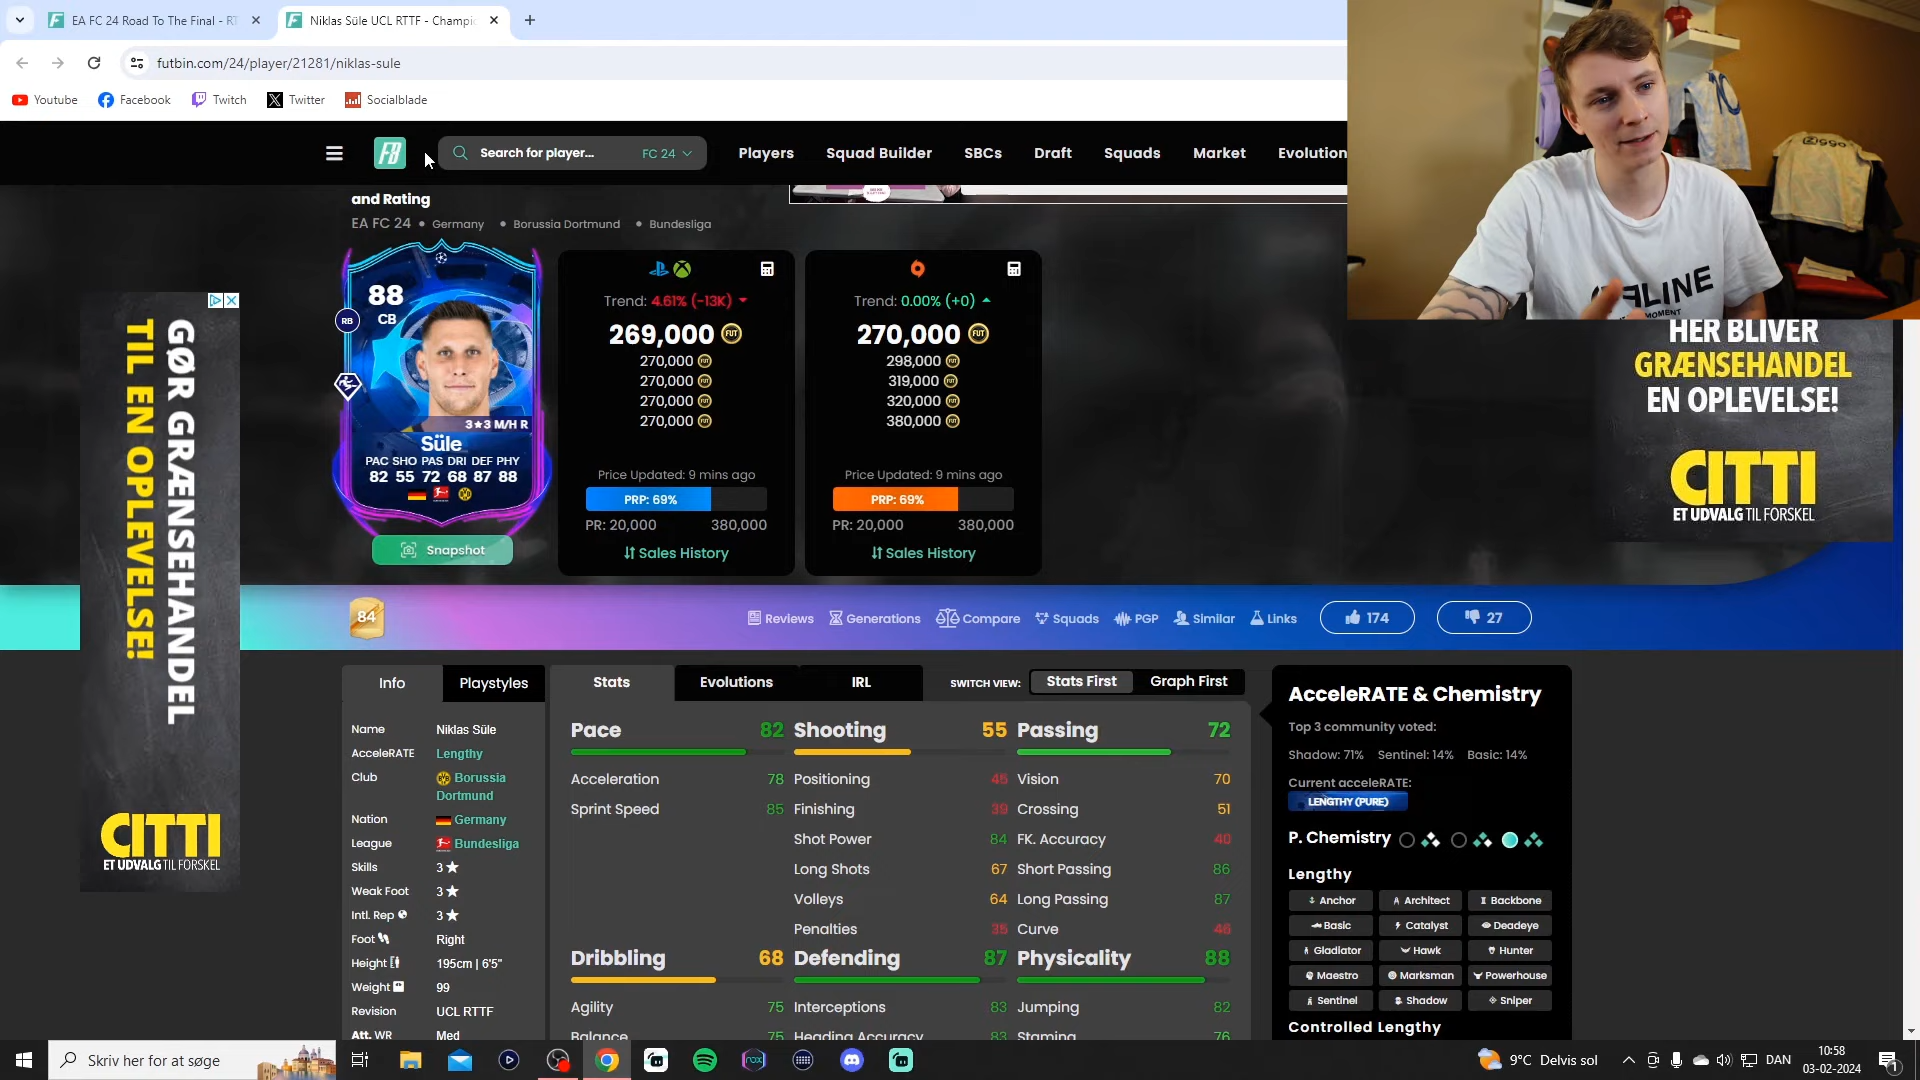 EA FC 24 Road To The Final - RT
Niklas Süle UCL RTTF - Champio
futbin.com/24/player/21281/niklas-sule
Youtube
Facebook
Twitch
Twitter
Socialblade
FB
Search for player...
FC 24
Players
Squad Builder
SBCs
Draft
Squads
Market
Evolution
and Rating
EA FC 24
Germany
Borussia Dortmund
Bundesliga
88
CB
RB
3★3 M/H R
Süle
PAC SHO PAS DRI DEF PHY
82 55 72 68 87 88
Snapshot
Trend: 4.61% (-13K)
269,000
270,000
270,000
270,000
270,000
Price Updated: 9 mins ago
PRP: 69%
PR: 20,000
380,000
Sales History
Trend: 0.00% (+0)
270,000
298,000
319,000
320,000
380,000
Price Updated: 9 mins ago
PRP: 69%
PR: 20,000
380,000
Sales History
GØR GRÆNSEHANDEL
TIL EN OPLEVELSE!
CITTI
ET UDVALG TIL FORSKEL
HER BLIVER
GRÆNSEHANDEL
EN OPLEVELSE!
CITTI
ET UDVALG TIL FORSKEL
84
Reviews
Generations
Compare
Squads
PGP
Similar
Links
174
27
Info
Playstyles
Name Niklas Süle
AcceleRATE Lengthy
Club Borussia
Dortmund
Nation Germany
League Bundesliga
Skills 3★
Weak Foot 3★
Intl. Rep 3★
Foot Right
Height 195cm | 6'5"
Weight 99
Revision UCL RTTF
Att. WR Med
Stats
Evolutions
IRL
SWITCH VIEW:
Stats First
Graph First
Pace 82
Acceleration 78
Sprint Speed 85
Shooting 55
Positioning 45
Finishing 39
Shot Power 84
Long Shots 67
Volleys 64
Penalties 35
Passing 72
Vision 70
Crossing 51
FK. Accuracy 40
Short Passing 86
Long Passing 87
Curve 46
Dribbling 68
Agility 75
Balance 75
Defending 87
Interceptions 83
Heading Accuracy 83
Physicality 88
Jumping 82
Stamina 76
AcceleRATE & Chemistry
Top 3 community voted:
Shadow: 71% Sentinel: 14% Basic: 14%
Current acceleRATE:
LENGTHY (PURE)
P. Chemistry
Lengthy
Anchor
Architect
Backbone
Basic
Catalyst
Deadeye
Gladiator
Hawk
Hunter
Maestro
Marksman
Powerhouse
Sentinel
Shadow
Sniper
Controlled Lengthy
Skriv her for at søge
9°C Delvis sol
DAN
10:58
03-02-2024
1